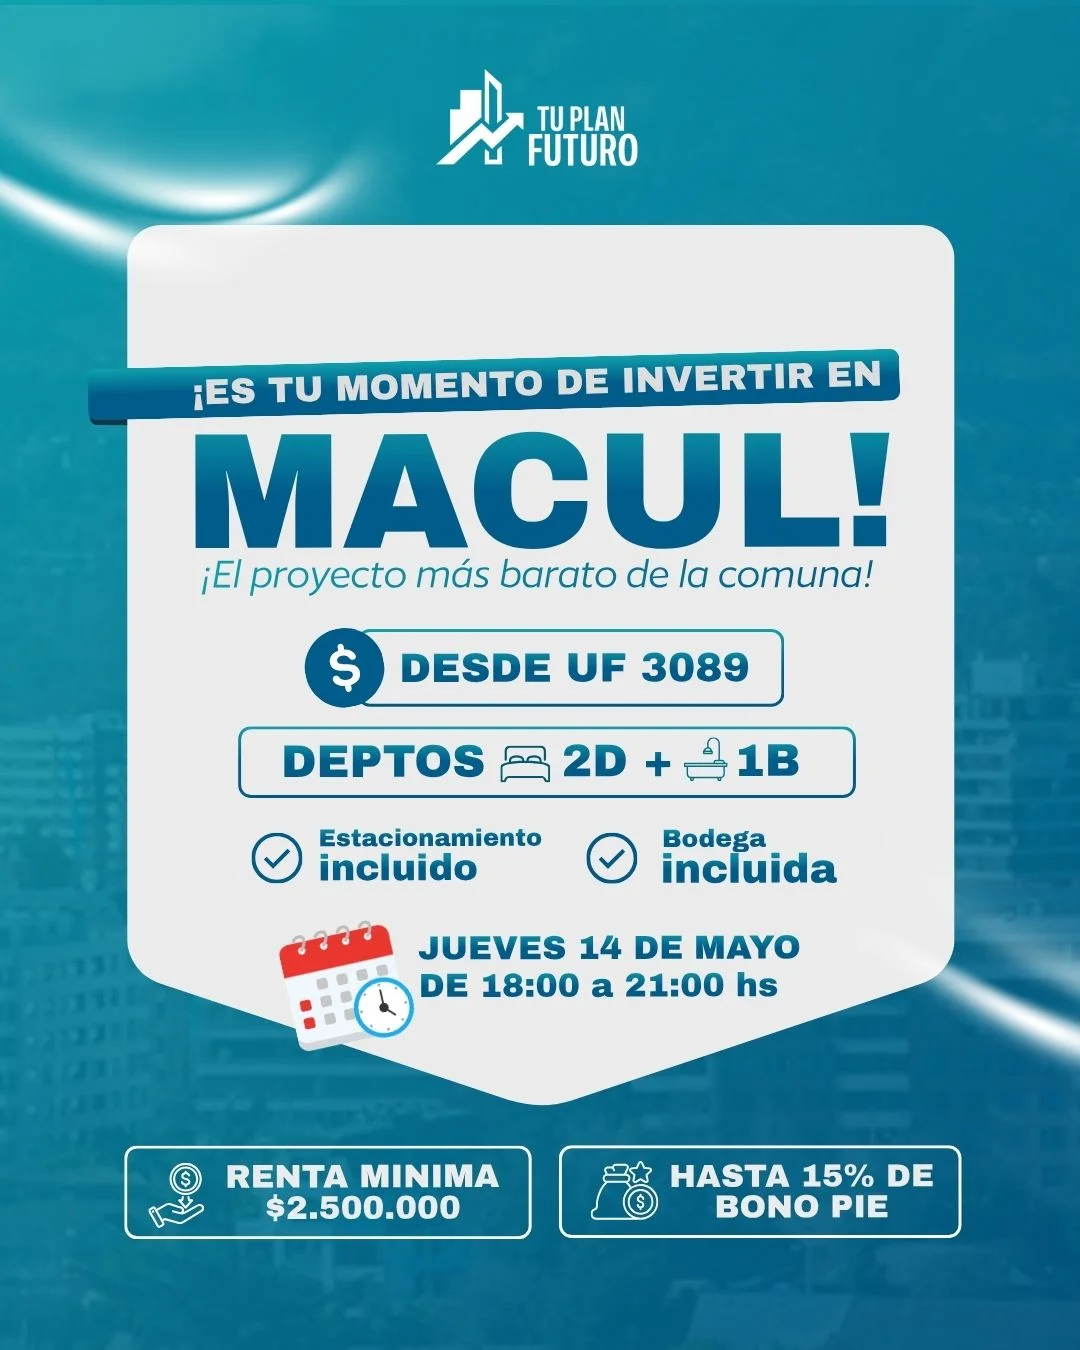 TU PLAN
FUTURO
¡ES TU MOMENTO DE INVERTIR EN
MACUL!
¡El proyecto más barato de la comuna!
$ DESDE UF 3089
DEPTOS 2D + 1B
Estacionamiento
incluido
Bodega
incluida
JUEVES 14 DE MAYO
DE 18:00 a 21:00 hs
RENTA MINIMA
$2.500.000
HASTA 15% DE
BONO PIE